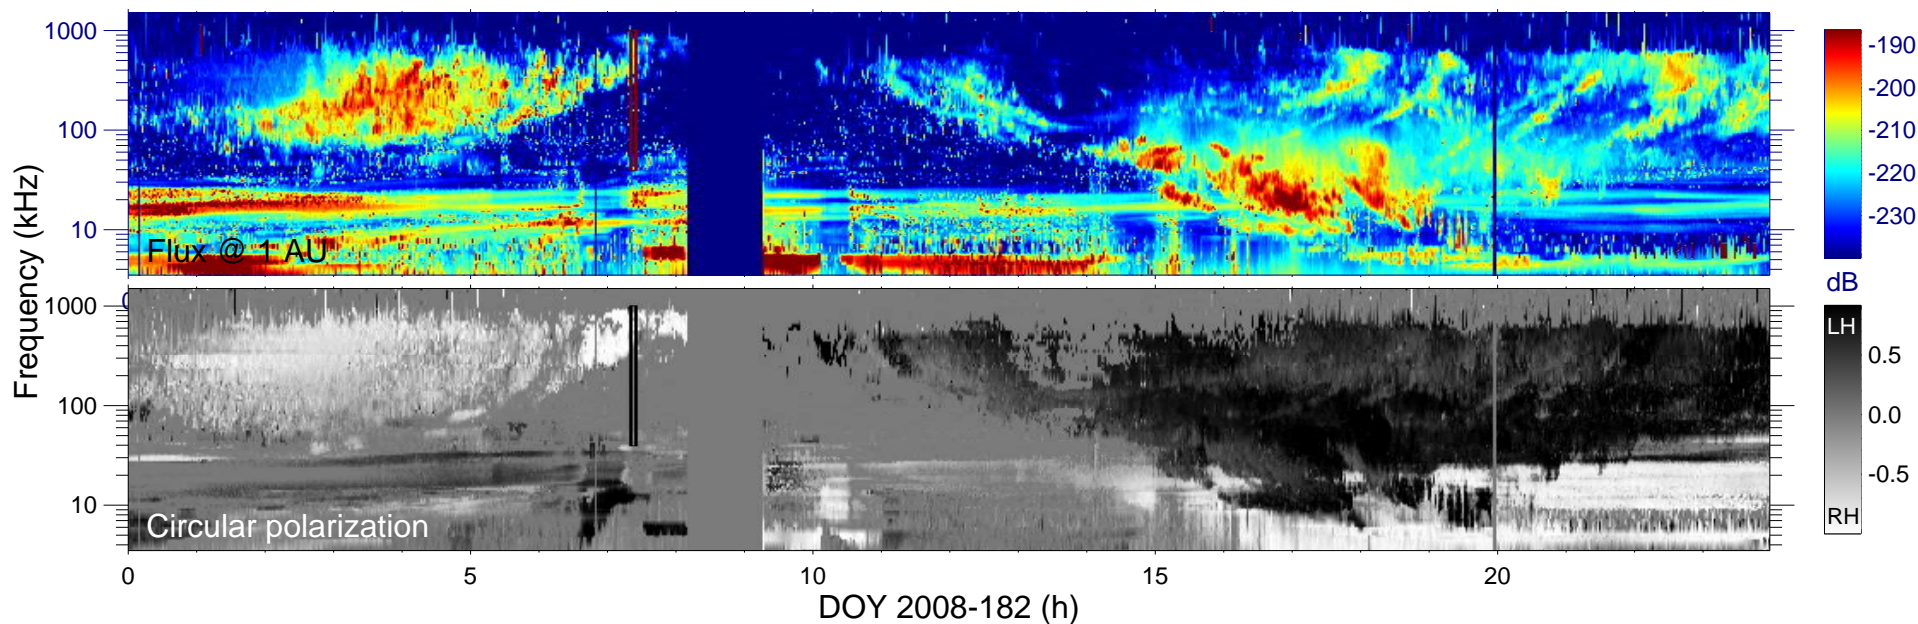 1000
100
10
Flux @ 1 AU
-190
-200
-210
-220
-230
dB
0
1000
100
10
Circular polarization
LH
0.5
0.0
-0.5
RH
Frequency (kHz)
0 5 10 15 20
DOY 2008-182 (h)